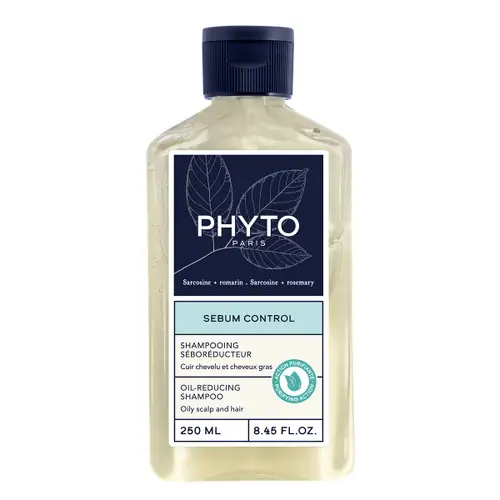 PHYTO
PARIS
Sarcosine + romarin . Sarcosine + rosemary
SEBUM CONTROL
SHAMPOOING
SÉBORÉDUCTEUR
Cuir chevelu et cheveux gras
ACTION PURIFIANTE
PURIFYING ACTION
OIL-REDUCING
SHAMPOO
Oily scalp and hair
250 ML
8.45 FL.OZ.